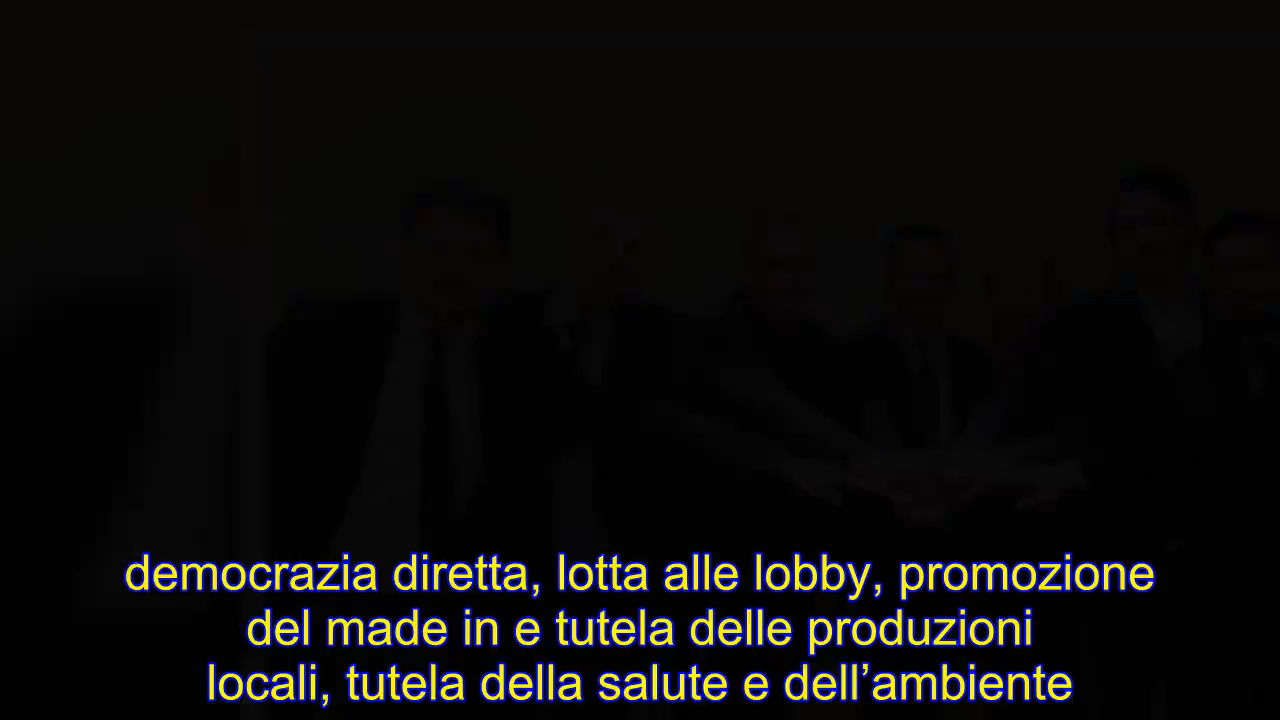 democrazia diretta, lotta alle lobby, promozione
del made in e tutela delle produzioni
locali, tutela della salute e dell’ambiente